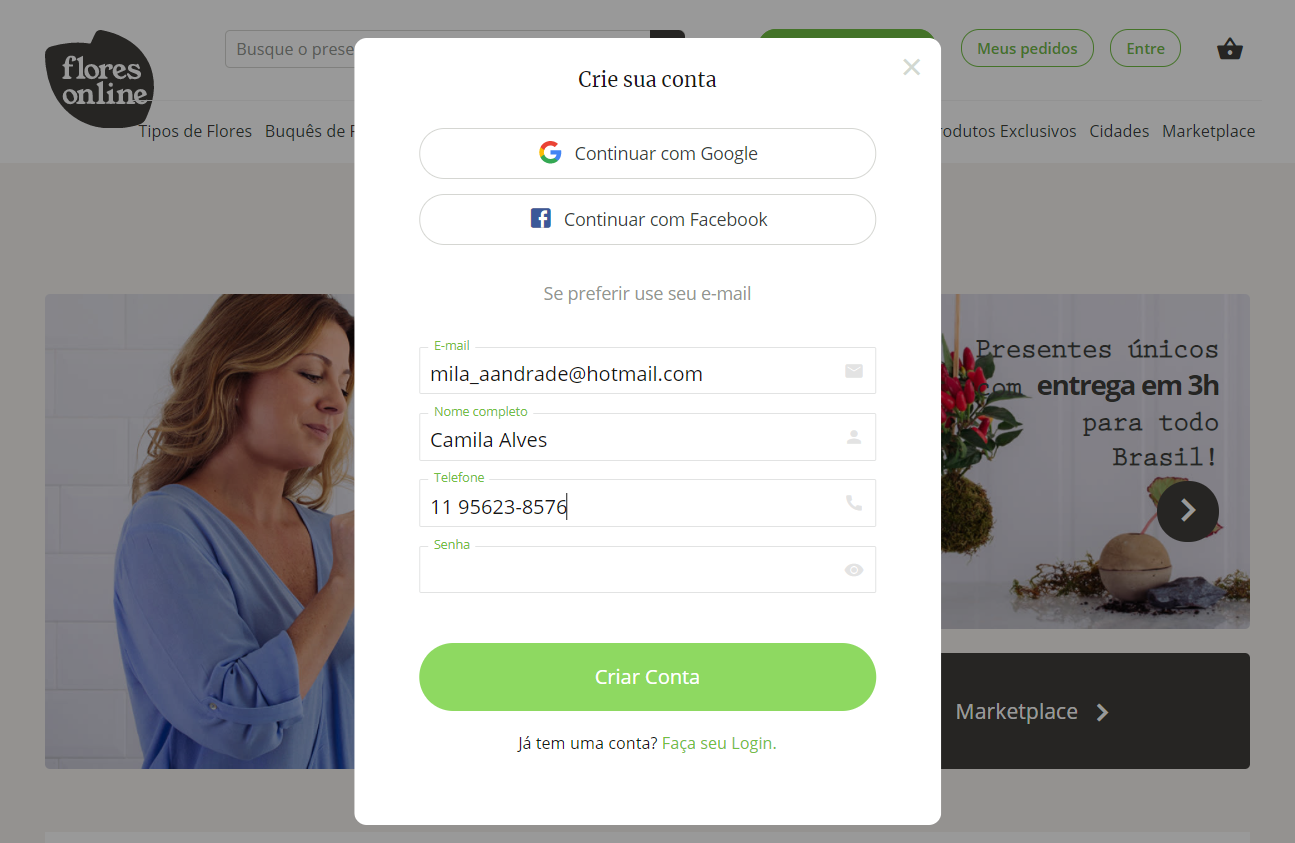 flores
online
Busque o prese
Meus pedidos
Entre
Tipos de Flores
Buquês de
rodutos Exclusivos
Cidades
Marketplace
Crie sua conta
Continuar com Google
Continuar com Facebook
Se preferir use seu e-mail
E-mail
mila_aandrade@hotmail.com
Nome completo
Camila Alves
Telefone
11 95623-8576
Senha
Criar Conta
Já tem uma conta? Faça seu Login.
Presentes únicos
com entrega em 3h
para todo
Brasil!
Marketplace